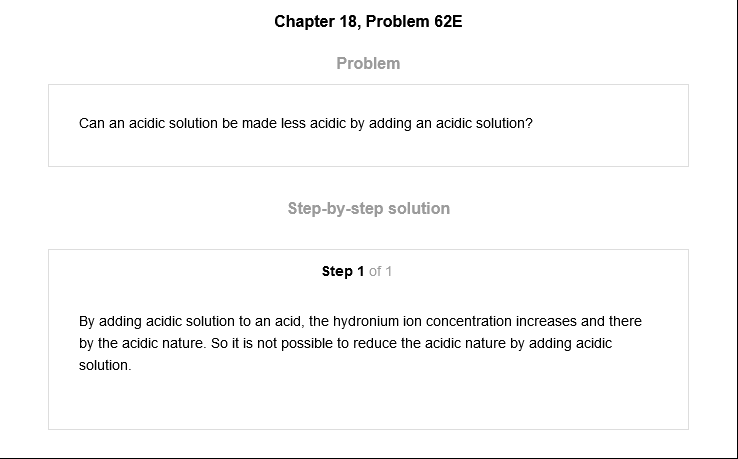 Chapter 18, Problem 62E
Problem
Can an acidic solution be made less acidic by adding an acidic solution?
Step-by-step solution
Step 1 of 1
By adding acidic solution to an acid, the hydronium ion concentration increases and there
by the acidic nature. So it is not possible to reduce the acidic nature by adding acidic
solution.